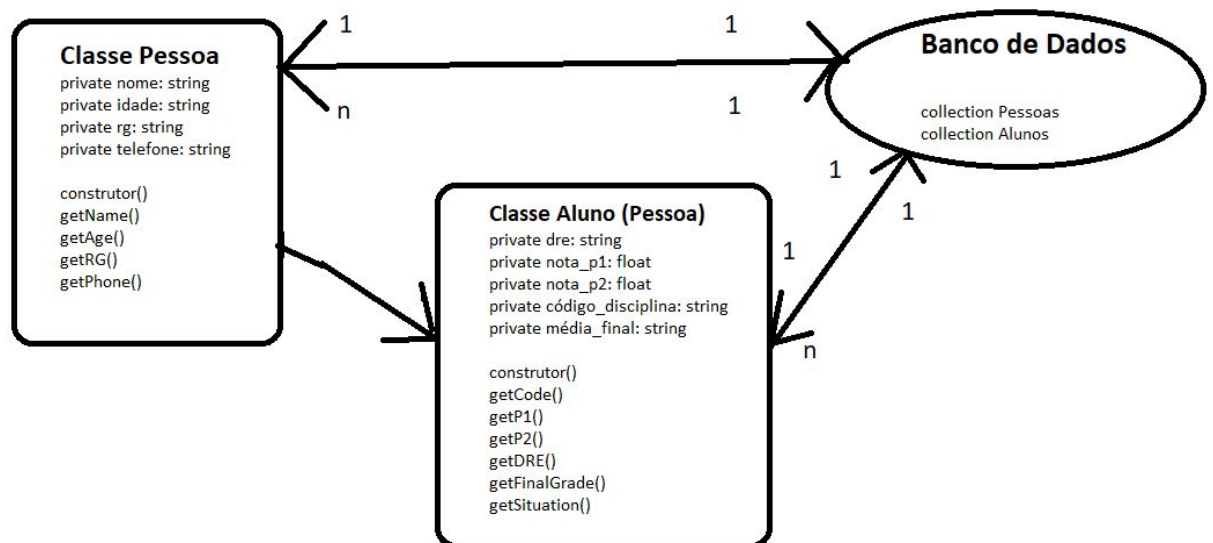 Classe Pessoa
private nome: string
private idade: string
private rg: string
private telefone: string
construtor()
getName()
getAge()
getRG()
getPhone()
1
n
1
1
Banco de Dados
collection Pessoas
collection Alunos
Classe Aluno (Pessoa)
private dre: string
private nota_p1: float
private nota_p2: float
private código_disciplina: string
private média_final: string
construtor()
getCode()
getP1()
getP2()
getDRE()
getFinalGrade()
getSituation()
1
1
1
n